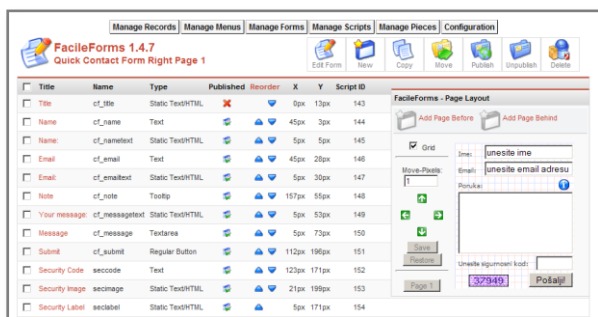 Manage Records Manage Menus Manage Forms Manage Scripts Manage Pieces Configuration
FacileForms 1.4.7
Quick Contact Form Right Page 1
Edit Form New Copy Move Publish Unpublish Delete
Title Name Type Published Reorder X Y Script ID
Title cf_title Static Text/HTML 0px 13px 143
Name cf_name Text 45px 3px 144
Name: cf_nametext Static Text/HTML 5px 5px 145
Email cf_email Text 45px 28px 146
Email: cf_emailtext Static Text/HTML 5px 30px 147
Note cf_note Tooltip 157px 55px 148
Your message: cf_messagetext Static Text/HTML 5px 53px 149
Message cf_message Textarea 5px 73px 150
Submit cf_submit Regular Button 112px 196px 151
Security Code seccode Text 123px 171px 152
Security Image secimage Static Text/HTML 21px 199px 153
Security Label seclabel Static Text/HTML 5px 171px 154
FacileForms - Page Layout
Add Page Before Add Page Behind
Grid
Move-Pixels:
1
Save
Restore
Page 1
Ime: unesite ime
Email: unesite email adresu
Poruka:
Unesite sigurnosni kod:
37949 Pošalji!